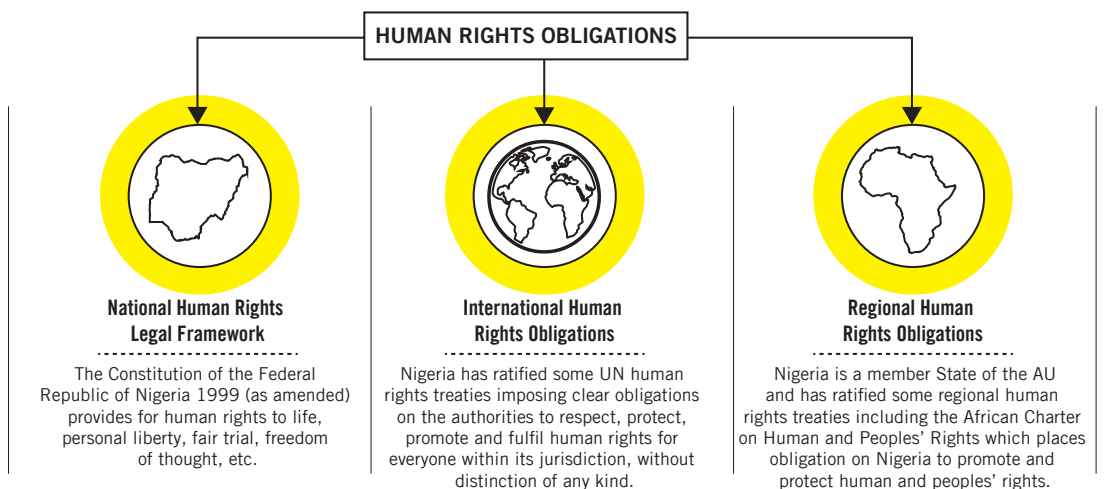 HUMAN RIGHTS OBLIGATIONS
National Human Rights
Legal Framework
The Constitution of the Federal
Republic of Nigeria 1999 (as amended)
provides for human rights to life,
personal liberty, fair trial, freedom
of thought, etc.
International Human
Rights Obligations
Nigeria has ratified some UN human
rights treaties imposing clear obligations
on the authorities to respect, protect,
promote and fulfil human rights for
everyone within its jurisdiction, without
distinction of any kind.
Regional Human
Rights Obligations
Nigeria is a member State of the AU
and has ratified some regional human
rights treaties including the African Charter
on Human and Peoples’ Rights which places
obligation on Nigeria to promote and
protect human and peoples’ rights.